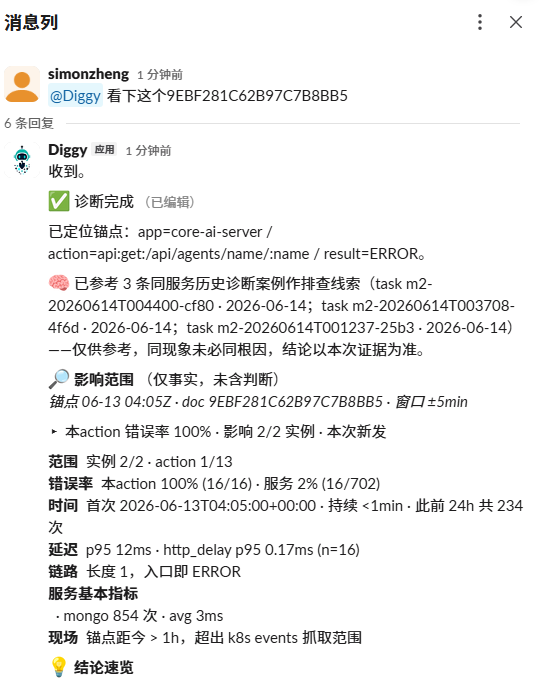 消息列
simonzheng 1 分钟前
@Diggy 看下这个9EBF281C62B97C7B8BB5
6 条回复
Diggy 应用 1 分钟前
收到。
✅ 诊断完成 （已编辑）
已定位锚点：app=core-ai-server /
action=api:get:/api/agents/name/:name / result=ERROR。
🧠 已参考 3 条同服务历史诊断案例作排查线索（task m2-
20260614T004400-cf80 · 2026-06-14；task m2-20260614T003708-
4f6d · 2026-06-14；task m2-20260614T001237-25b3 · 2026-06-14）
——仅供参考，同现象未必同根因，结论以本次证据为准。
🔎 影响范围 （仅事实，未含判断）
锚点 06-13 04:05Z · doc 9EBF281C62B97C7B8BB5 · 窗口 ±5min
‣ 本action 错误率 100% · 影响 2/2 实例 · 本次新发
范围 实例 2/2 · action 1/13
错误率 本action 100% (16/16) · 服务 2% (16/702)
时间 首次 2026-06-13T04:05:00+00:00 · 持续 <1min · 此前 24h 共 234
次
延迟 p95 12ms · http_delay p95 0.17ms (n=16)
链路 长度 1，入口即 ERROR
服务基本指标
· mongo 854 次 · avg 3ms
现场 锚点距今 > 1h，超出 k8s events 抓取范围
💡 结论速览